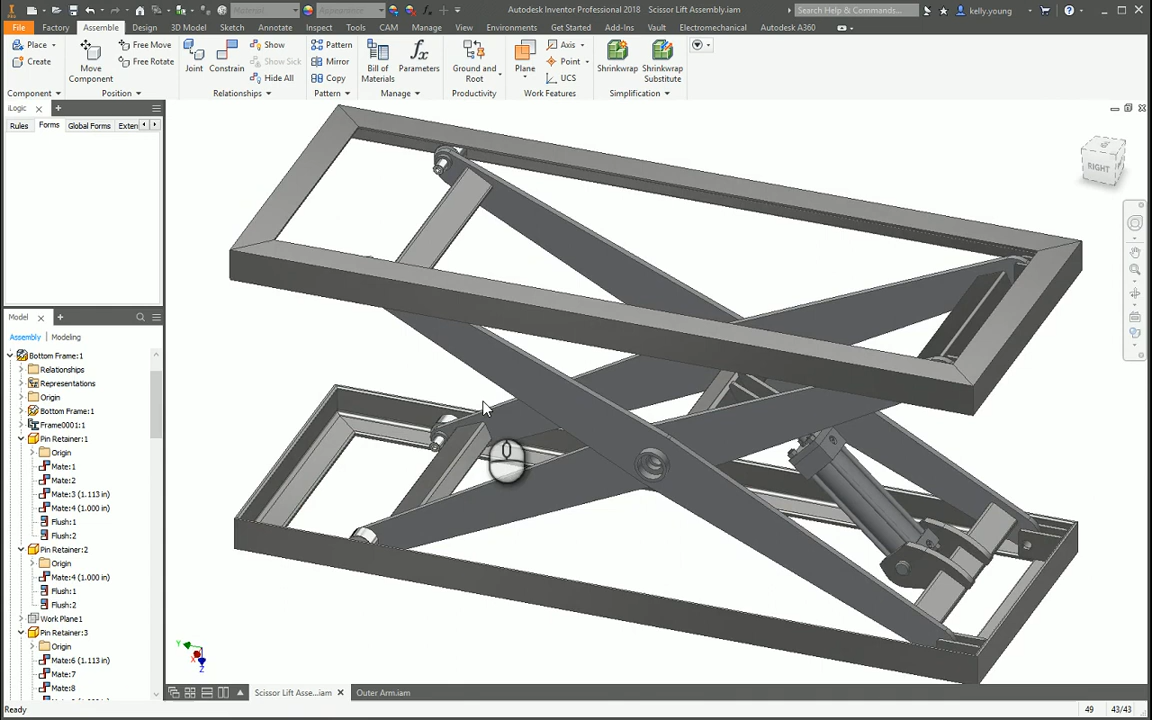 Material
Appearance
Autodesk Inventor Professional 2018   Scissor Lift Assembly.iam
Search Help & Commands...
kelly.young
File Factory Assemble Design 3D Model Sketch Annotate Inspect Tools CAM Manage View Environments Get Started Add-Ins Vault Electromechanical Autodesk A360
Place
Create
Component
Move
Component
Free Move
Free Rotate
Position
Joint
Constrain
Show
Show Sick
Hide All
Relationships
Pattern
Mirror
Copy
Pattern
Bill of
Materials
Parameters
Manage
Ground and
Root
Productivity
Plane
Axis
Point
UCS
Work Features
Shrinkwrap
Shrinkwrap
Substitute
Simplification
iLogic
Rules Forms Global Forms Exten
RIGHT
Model
Assembly Modeling
Bottom Frame:1
Relationships
Representations
Origin
Bottom Frame:1
Frame0001:1
Pin Retainer:1
Origin
Mate:1
Mate:2
Mate:3 (1.113 in)
Mate:4 (1.000 in)
Flush:1
Flush:2
Pin Retainer:2
Origin
Mate:4 (1.000 in)
Flush:1
Flush:2
Work Plane1
Pin Retainer:3
Origin
Mate:6 (1.113 in)
Mate:7
Mate:8
Y
X
Z
Scissor Lift Asse...iam
Outer Arm.iam
Ready
49 43/43